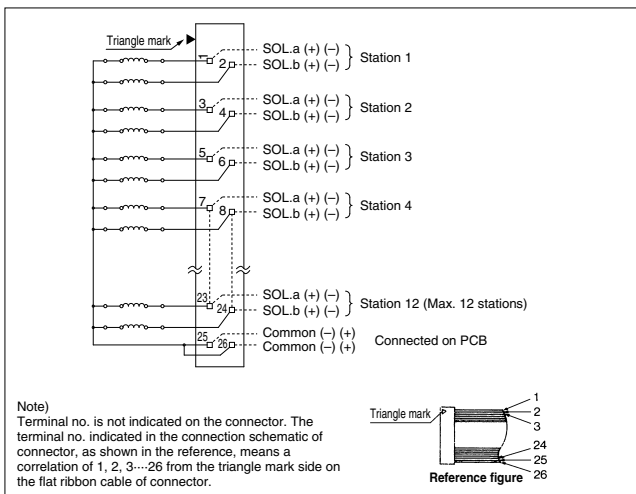 Triangle mark
1
2
SOL.a (+) (–)
SOL.b (+) (–)
Station 1
3
4
SOL.a (+) (–)
SOL.b (+) (–)
Station 2
5
6
SOL.a (+) (–)
SOL.b (+) (–)
Station 3
7
8
SOL.a (+) (–)
SOL.b (+) (–)
Station 4
23
24
SOL.a (+) (–)
SOL.b (+) (–)
Station 12 (Max. 12 stations)
25
26
Common (–) (+)
Common (–) (+)
Connected on PCB
Note)
Terminal no. is not indicated on the connector. The
terminal no. indicated in the connection schematic of
connector, as shown in the reference, means a
correlation of 1, 2, 3····26 from the triangle mark side on
the flat ribbon cable of connector.
Triangle mark
1
2
3
24
25
26
Reference figure